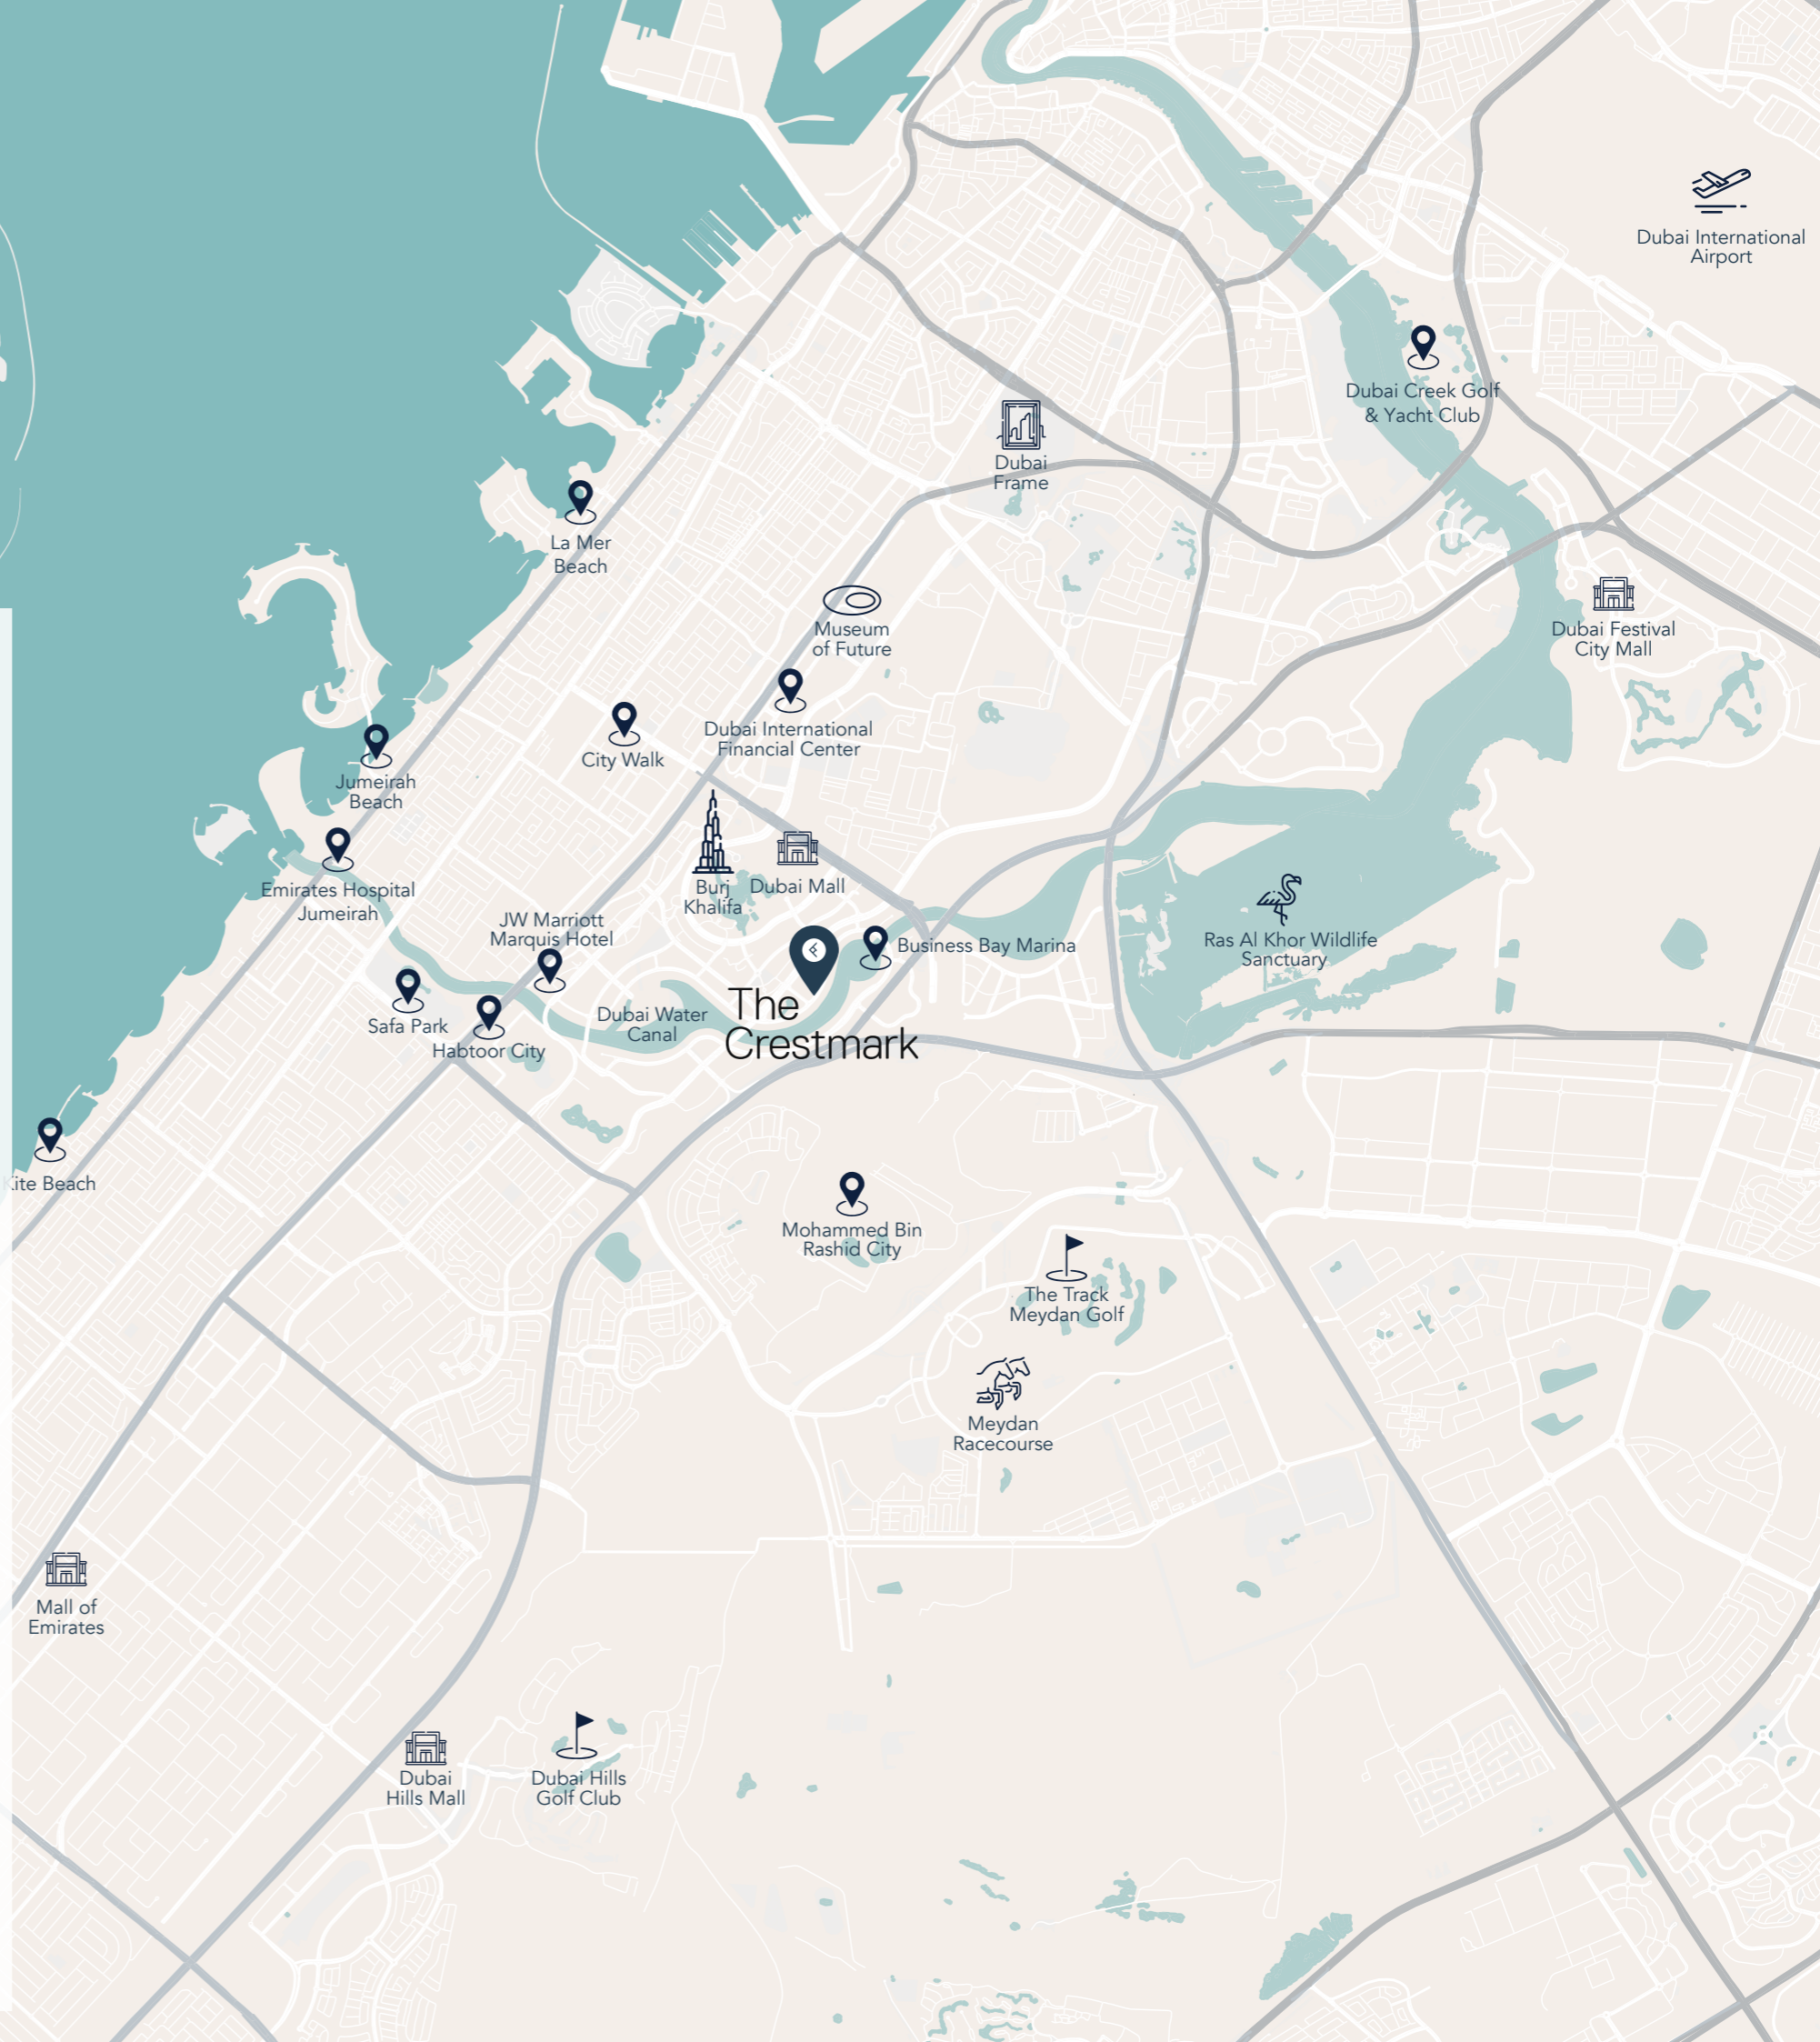 Dubai International
Airport
Dubai Creek Golf
& Yacht Club
Dubai
Frame
La Mer
Beach
Museum
of Future
Dubai Festival
City Mall
Dubai International
Financial Center
City Walk
Jumeirah
Beach
Emirates Hospital
Jumeirah
Burj
Khalifa
Dubai Mall
JW Marriott
Marquis Hotel
Business Bay Marina
Ras Al Khor Wildlife
Sanctuary
Safa Park
Habtoor City
Dubai Water
Canal
The
Crestmark
Kite Beach
Mohammed Bin
Rashid City
The Track
Meydan Golf
Meydan
Racecourse
Mall of
Emirates
Dubai
Hills Mall
Dubai Hills
Golf Club